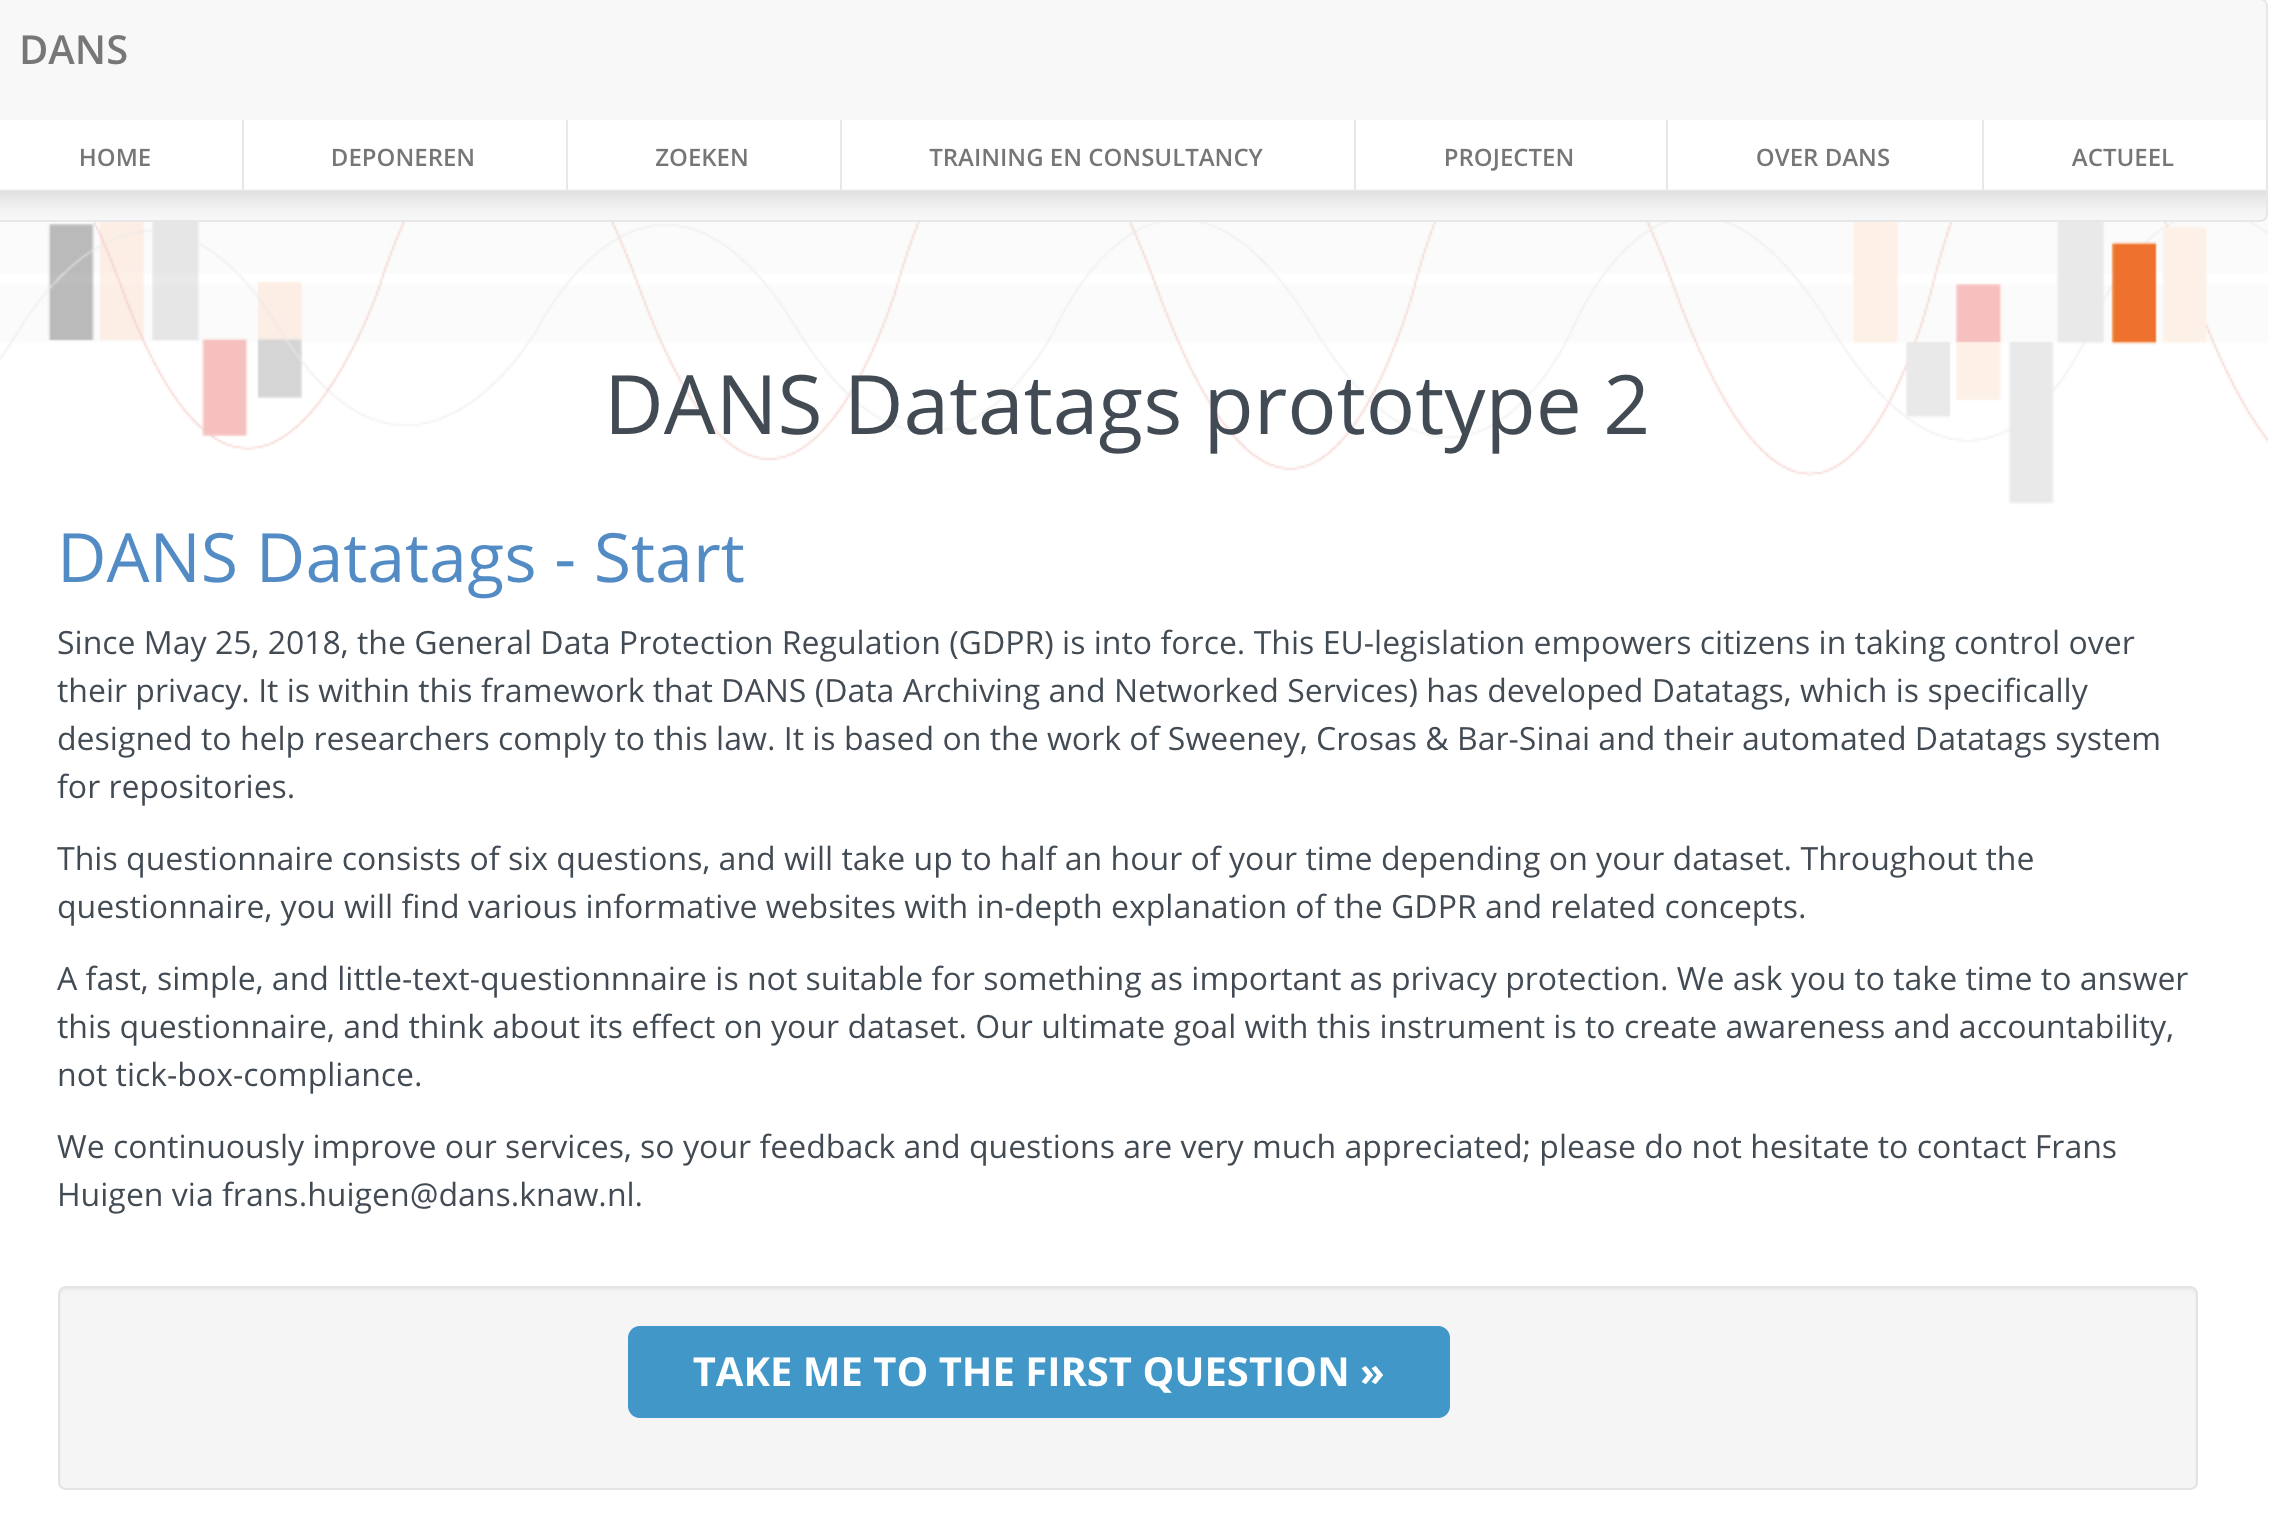 DANS
HOME
DEPONEREN
ZOEKEN
TRAINING EN CONSULTANCY
PROJECTEN
OVER DANS
ACTUEEL
DANS Datatags prototype 2
DANS Datatags - Start
Since May 25, 2018, the General Data Protection Regulation (GDPR) is into force. This EU-legislation empowers citizens in taking control over
their privacy. It is within this framework that DANS (Data Archiving and Networked Services) has developed Datatags, which is specifically
designed to help researchers comply to this law. It is based on the work of Sweeney, Crosas & Bar-Sinai and their automated Datatags system
for repositories.
This questionnaire consists of six questions, and will take up to half an hour of your time depending on your dataset. Throughout the
questionnaire, you will find various informative websites with in-depth explanation of the GDPR and related concepts.
A fast, simple, and little-text-questionnnaire is not suitable for something as important as privacy protection. We ask you to take time to answer
this questionnaire, and think about its effect on your dataset. Our ultimate goal with this instrument is to create awareness and accountability,
not tick-box-compliance.
We continuously improve our services, so your feedback and questions are very much appreciated; please do not hesitate to contact Frans
Huigen via frans.huigen@dans.knaw.nl.
TAKE ME TO THE FIRST QUESTION »